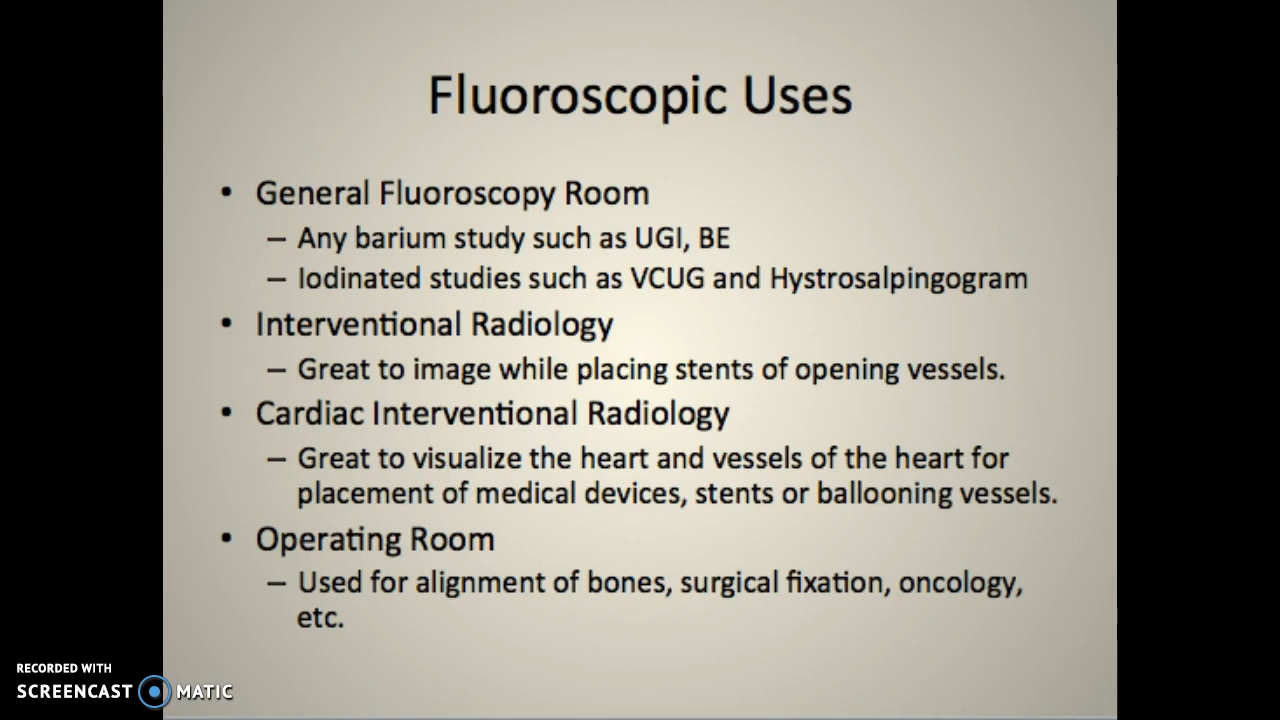 Fluoroscopic Uses
• General Fluoroscopy Room
– Any barium study such as UGI, BE
– Iodinated studies such as VCUG and Hystrosalpingogram
• Interventional Radiology
– Great to image while placing stents of opening vessels.
• Cardiac Interventional Radiology
– Great to visualize the heart and vessels of the heart for
placement of medical devices, stents or ballooning vessels.
• Operating Room
– Used for alignment of bones, surgical fixation, oncology,
etc.
RECORDED WITH
SCREENCAST MATIC